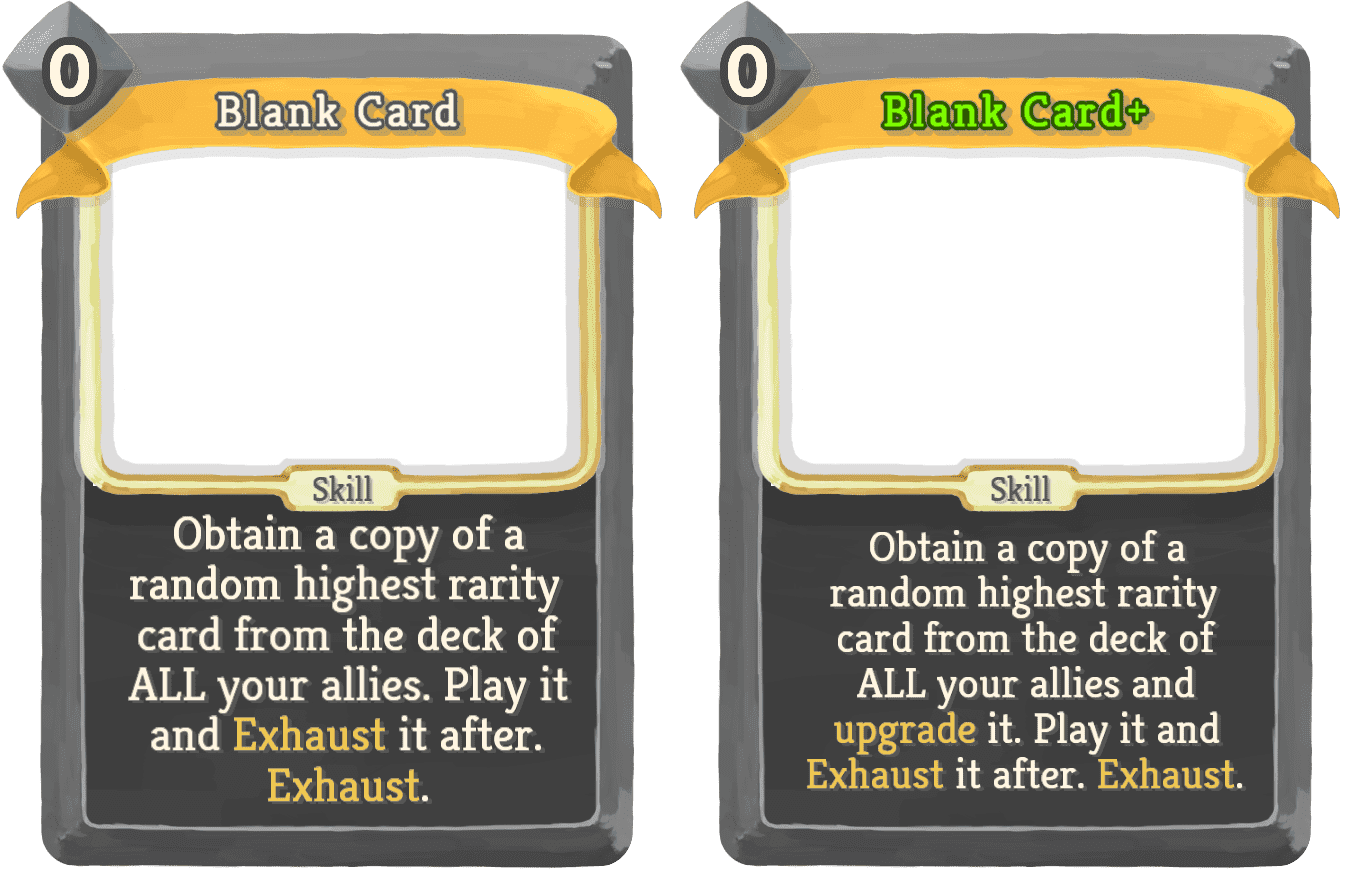 0
Blank Card
Skill
Obtain a copy of a
random highest rarity
card from the deck of
ALL your allies. Play it
and Exhaust it after.
Exhaust.
0
Blank Card+
Skill
Obtain a copy of a
random highest rarity
card from the deck of
ALL your allies and
upgrade it. Play it and
Exhaust it after. Exhaust.